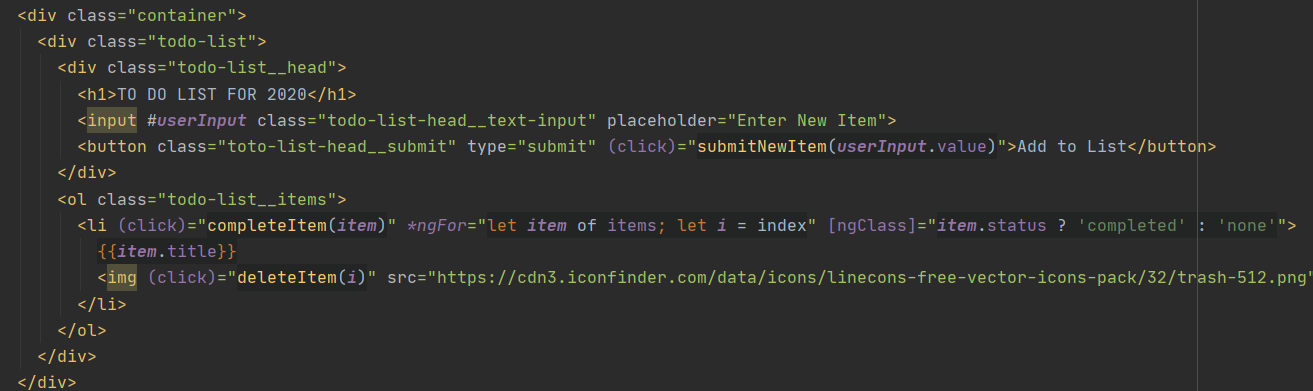 <div class="container">
<div class="todo-list">
<div class="todo-list__head">
<h1>TO DO LIST FOR 2020</h1>
<input #userInput class="todo-list-head__text-input" placeholder="Enter New Item">
<button class="toto-list-head__submit" type="submit" (click)="submitNewItem(userInput.value)">Add to List</button>
</div>
<ol class="todo-list__items">
<li (click)="completeItem(item)" *ngFor="let item of items; let i = index" [ngClass]="item.status ? 'completed' : 'none'">
{{item.title}}
<img (click)="deleteItem(i)" src="https://cdn3.iconfinder.com/data/icons/linecons-free-vector-icons-pack/32/trash-512.png"
</li>
</ol>
</div>
</div>